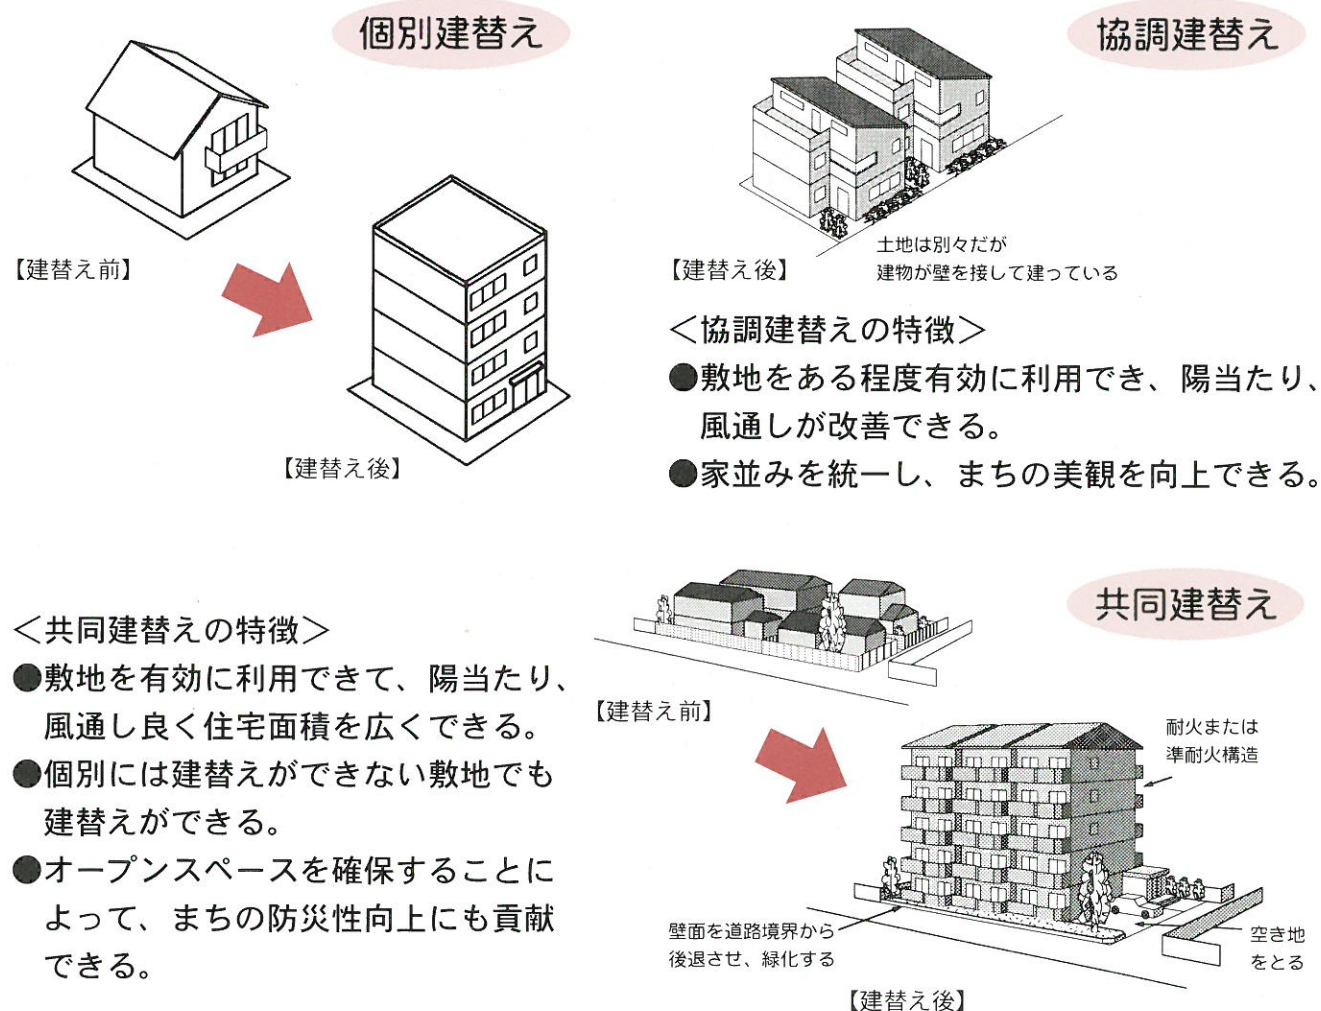 個別建替え
【建替え前】
【建替え後】
協調建替え
【建替え後】
土地は別々だが
建物が壁を接して建っている
＜協調建替えの特徴＞
●敷地をある程度有効に利用でき、陽当たり、
風通しが改善できる。
●家並みを統一し、まちの美観を向上できる。
＜共同建替えの特徴＞
●敷地を有効に利用できて、陽当たり、
風通し良く住宅面積を広くできる。
●個別には建替えができない敷地でも
建替えができる。
●オープンスペースを確保することに
よって、まちの防災性向上にも貢献
できる。
共同建替え
【建替え前】
耐火または
準耐火構造
壁面を道路境界から
後退させ、緑化する
空き地
をとる
【建替え後】